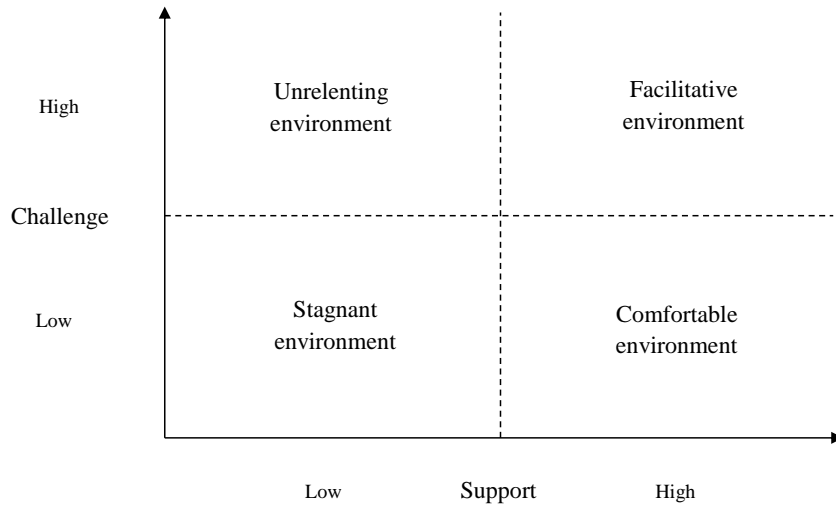 Unrelenting
environment
Facilitative
environment
High
Challenge
Stagnant
environment
Comfortable
environment
Low
Low
Support
High